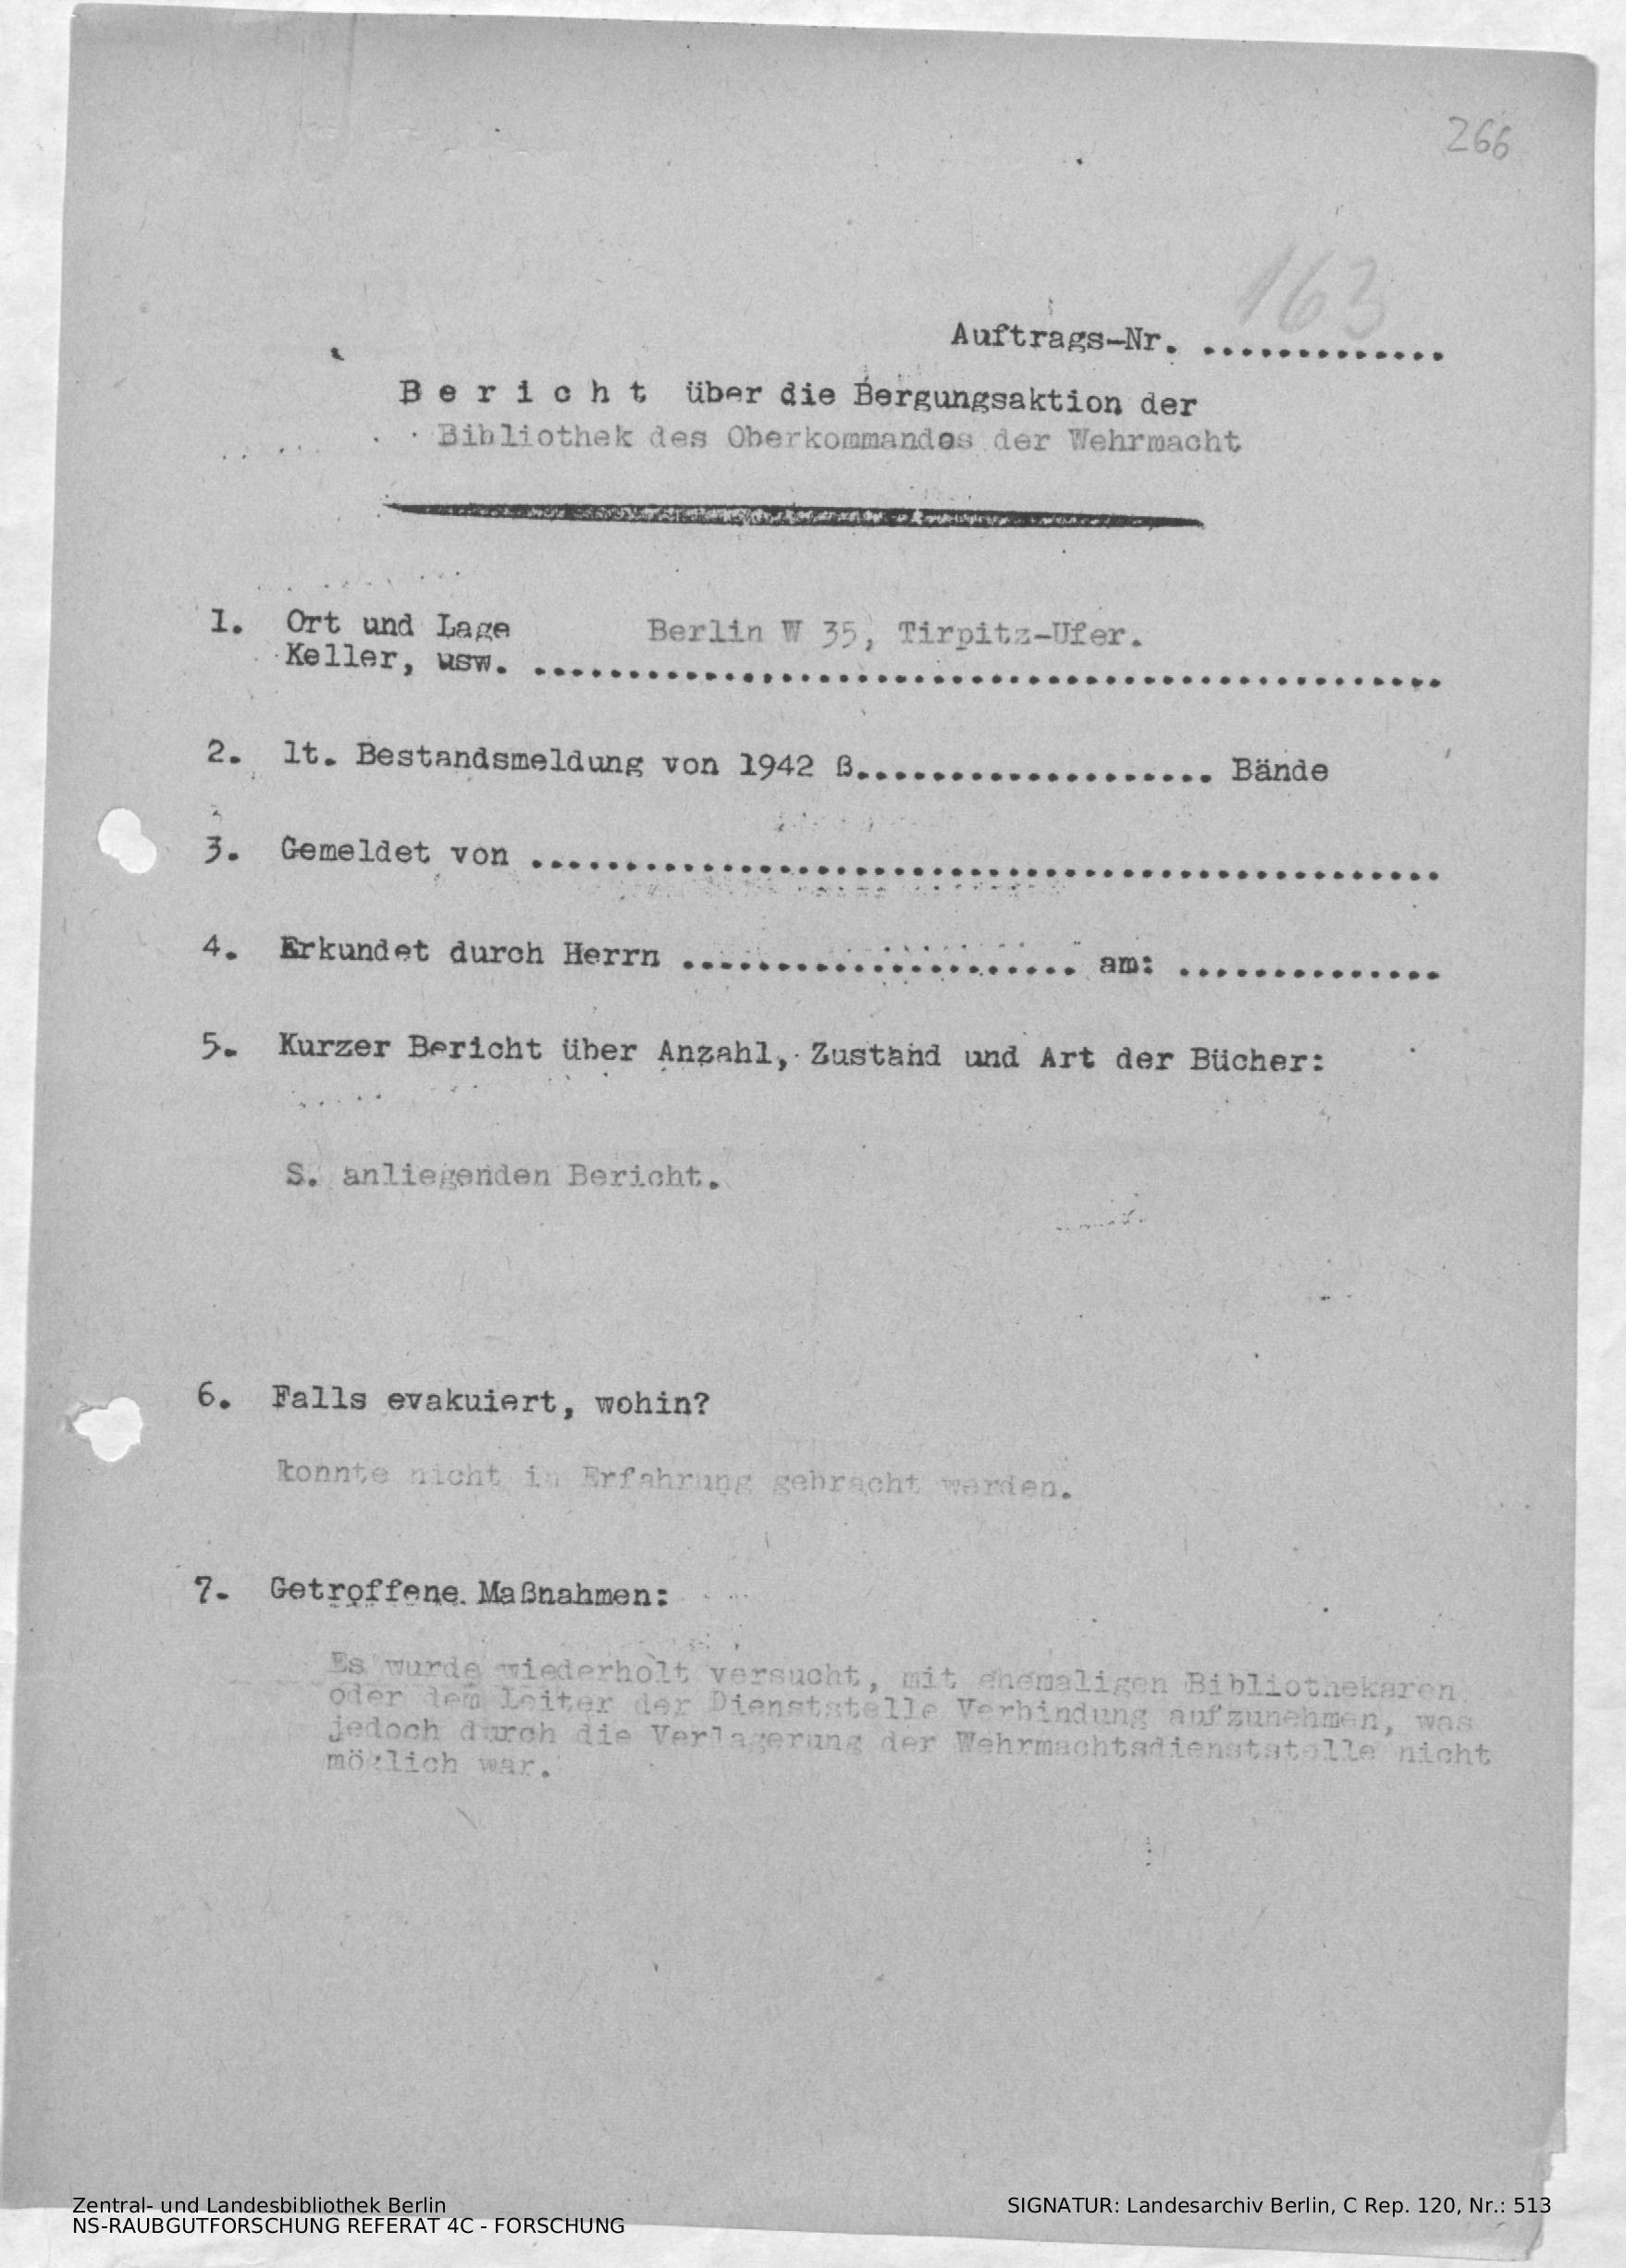 266
163
Auftrags-Nr. .............
B e r i c h t über die Bergungsaktion der
Bibliothek des Oberkommandos der Wehrmacht
1. Ort und Lage Berlin W 35, Tirpitz-Ufer.
Keller, usw. ................................................
2. lt. Bestandsmeldung von 1942 ß................... Bände
3. Gemeldet von ................................................
4. Erkundet durch Herrn ..................... am: ..............
5. Kurzer Bericht über Anzahl, Zustand und Art der Bücher:
S. anliegenden Bericht.
6. Falls evakuiert, wohin?
konnte nicht in Erfahrung gebracht werden.
7. Getroffene Maßnahmen:
Es wurde wiederholt versucht, mit ehemaligen Bibliothekaren
oder dem Leiter der Dienststelle Verbindung aufzunehmen, was
jedoch durch die Verlagerung der Wehrmachtsdienststelle nicht
möglich war.
Zentral- und Landesbibliothek Berlin
NS-RAUBGUTFORSCHUNG REFERAT 4C - FORSCHUNG
SIGNATUR: Landesarchiv Berlin, C Rep. 120, Nr.: 513